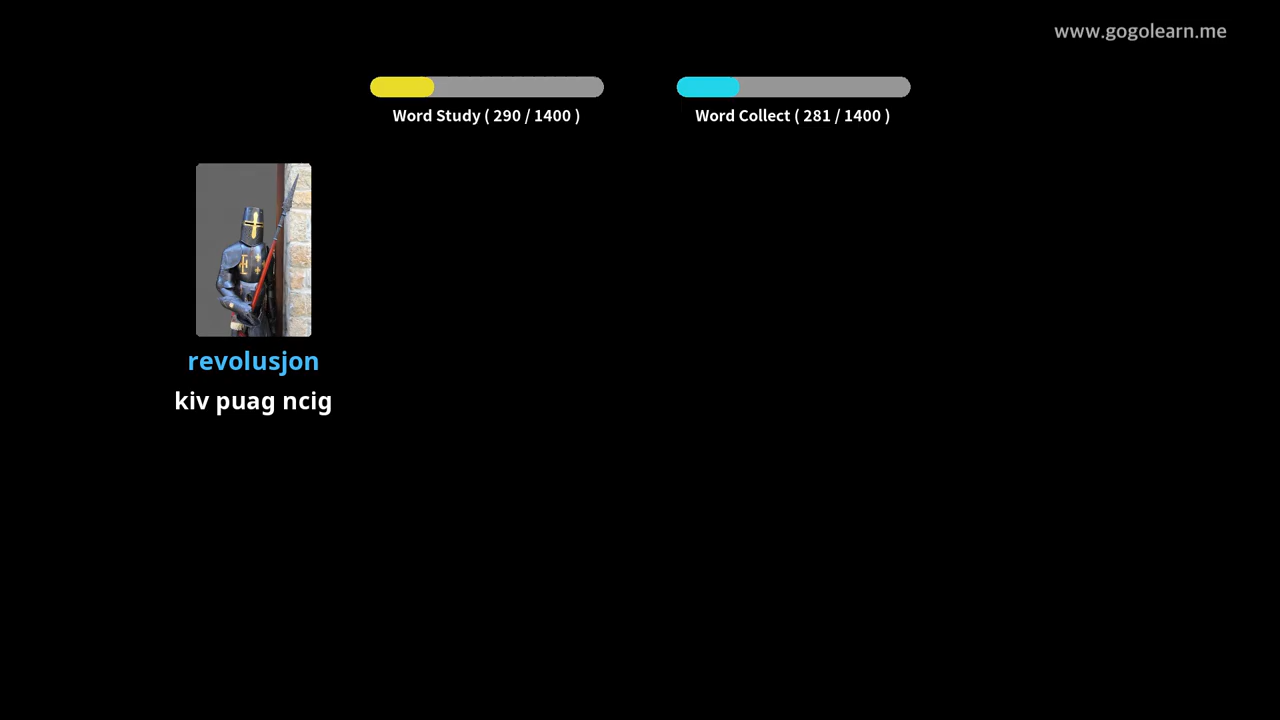 www.gogolearn.me
Word Study ( 290 / 1400 )
Word Collect ( 281 / 1400 )
revolusjon
kiv puag ncig